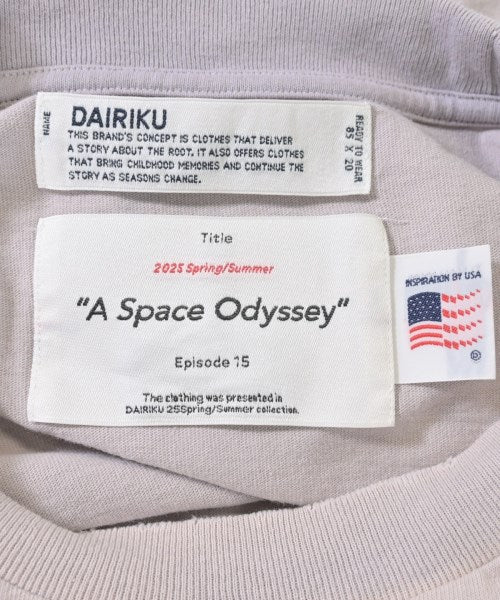 NAME
DAIRIKU
THIS BRAND'S CONCEPT IS CLOTHES THAT DELIVER
A STORY ABOUT THE ROOT. IT ALSO OFFERS CLOTHES
THAT BRING CHILDHOOD MEMORIES AND CONTINUE THE
STORY AS SEASONS CHANGE.
READY TO WEAR
85 X 20
Title
2025 Spring/Summer
"A Space Odyssey"
Episode 15
The clothing was presented in
DAIRIKU 25Spring/Summer collection.
INSPIRATION BY USA